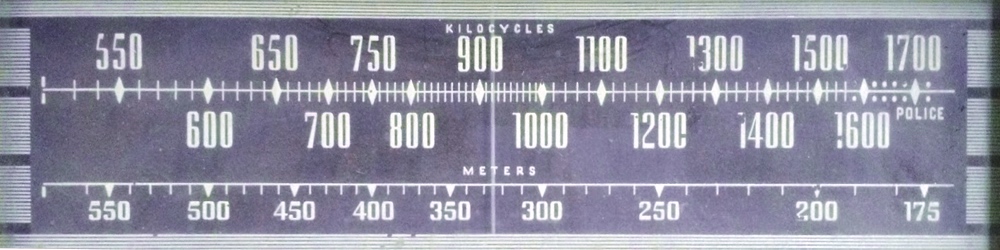 KILOCYCLES
550 650 750 900 1100 1300 1500 1700
600 700 800 1000 1200 1400 1600 POLICE
METERS
550 500 450 400 350 300 250 200 175